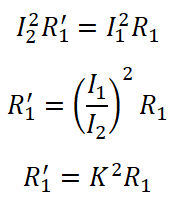 I₂²R₁′ = I₁²R₁
R₁′ = (I₁/I₂)² R₁
R₁′ = K²R₁